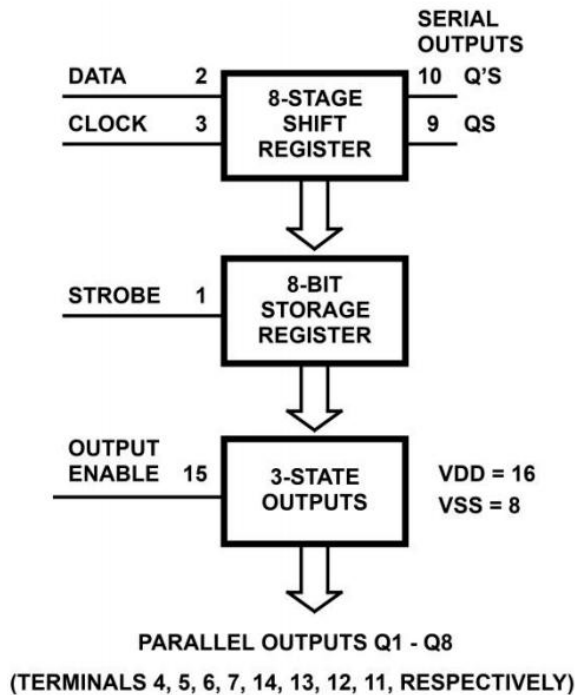 SERIAL
OUTPUTS
DATA 2
10 Q'S
CLOCK 3
9 QS
8-STAGE
SHIFT
REGISTER
STROBE 1
8-BIT
STORAGE
REGISTER
OUTPUT
ENABLE 15
3-STATE
OUTPUTS
VDD = 16
VSS = 8
PARALLEL OUTPUTS Q1 - Q8
(TERMINALS 4, 5, 6, 7, 14, 13, 12, 11, RESPECTIVELY)